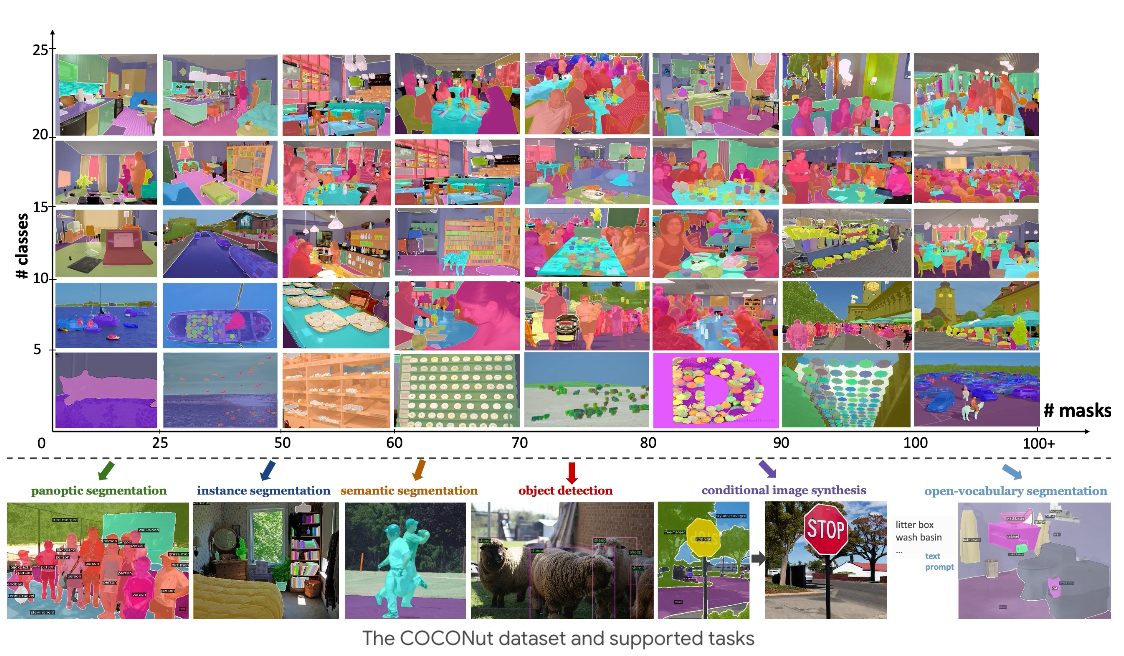 25
20
15
10
5
0
# classes
25
50
60
70
80
90
100
100+
# masks
panoptic segmentation
instance segmentation
semantic segmentation
object detection
conditional image synthesis
open-vocabulary segmentation
STOP
litter box
wash basin
...
text
prompt
The COCONut dataset and supported tasks